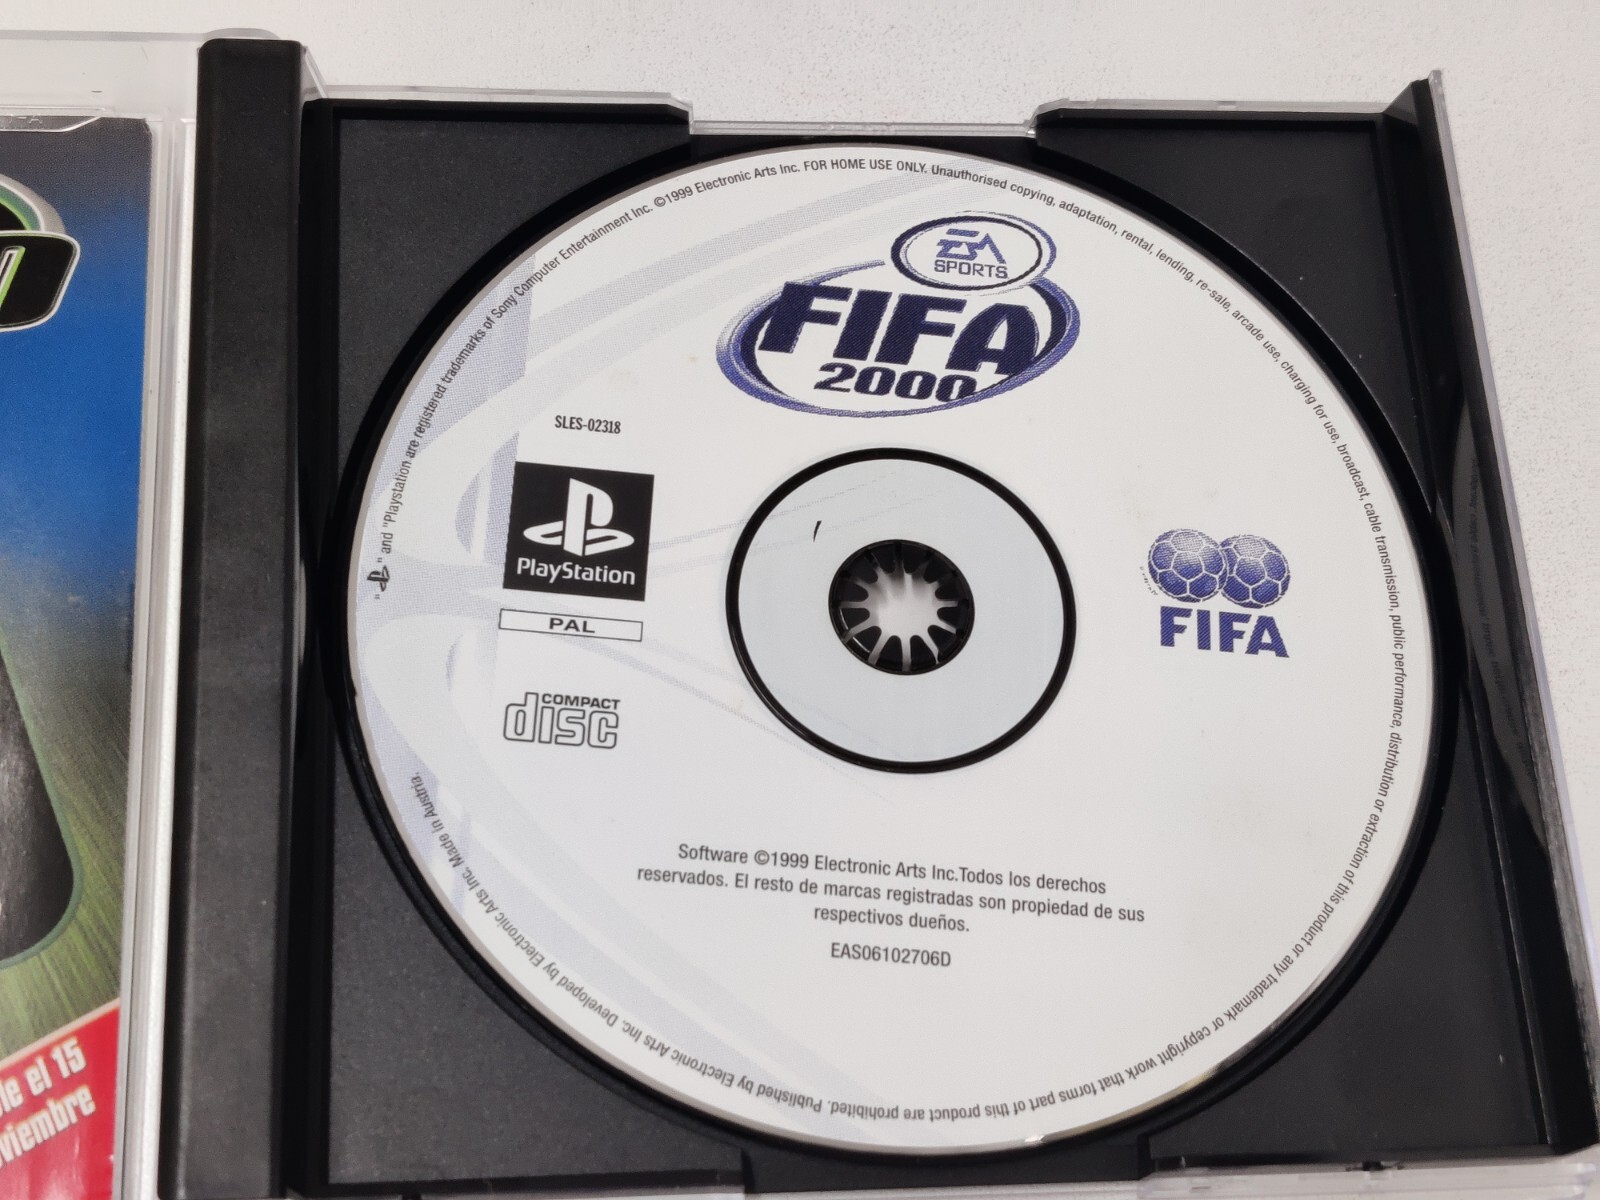 "PS" and "Playstation are registered trademarks of Sony Computer Entertainment Inc. ©1999 Electronic Arts Inc. FOR HOME USE ONLY. Unauthorised copying, adaptation, rental, lending, re-sale, arcade use, charging for use, broadcast, cable transmission, public performance, distribution or extraction of this product or any trademark or copyright work that forms part of this product are prohibited. Published by Electronic Arts Inc. Developed by Electronic Arts Inc. Made in Austria.
EA
SPORTS
FIFA
2000
SLES-02318
PlayStation
PAL
COMPACT
disc
FIFA
Software ©1999 Electronic Arts Inc.Todos los derechos
reservados. El resto de marcas registradas son propiedad de sus
respectivos dueños.
EAS06102706D
le el 15
viembre